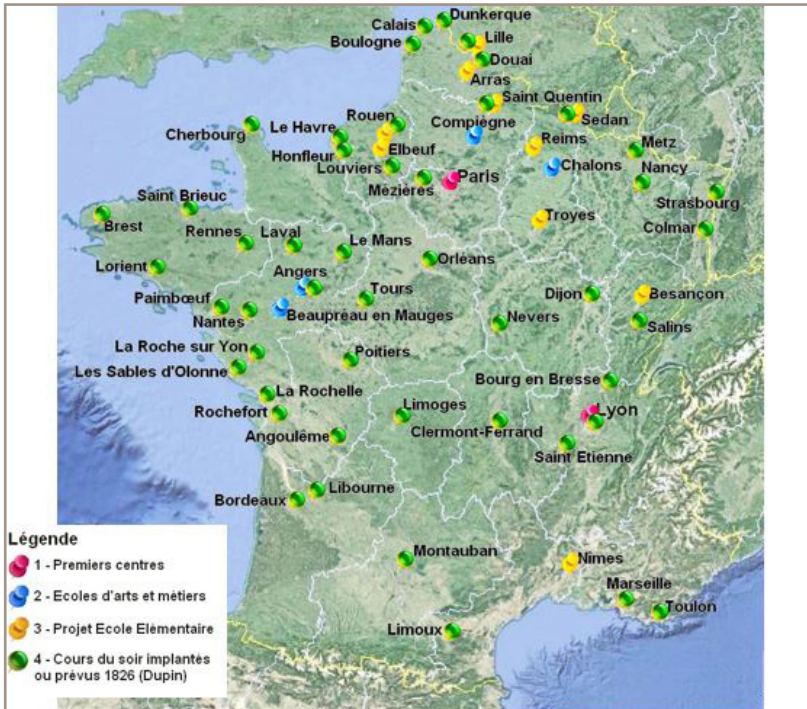 Dunkerque
Calais
Boulogne
Lille
Douai
Arras
Saint Quentin
Sedan
Compiègne
Rouen
Le Havre
Cherbourg
Elbeuf
Reims
Honfleur
Metz
Louviers
Chalons
Nancy
Paris
Mézières
Strasbourg
Saint Brieuc
Troyes
Colmar
Brest
Rennes
Laval
Le Mans
Orléans
Lorient
Angers
Tours
Dijon
Besançon
Paimbœuf
Nantes
Beaupréau en Mauges
Nevers
Salins
La Roche sur Yon
Poitiers
Les Sables d'Olonne
Bourg en Bresse
La Rochelle
Limoges
Lyon
Rochefort
Clermont-Ferrand
Angoulême
Saint Etienne
Libourne
Bordeaux
Légende
1 - Premiers centres
2 - Ecoles d'arts et métiers
3 - Projet Ecole Elémentaire
4 - Cours du soir implantés
ou prévus 1826 (Dupin)
Montauban
Nimes
Marseille
Toulon
Limoux